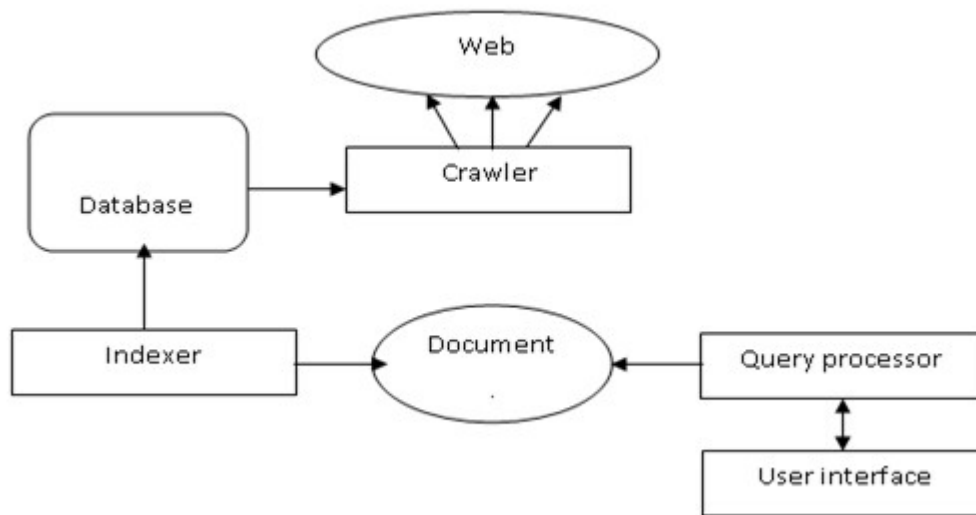 Web
Crawler
Database
Indexer
Document
.
Query processor
User interface